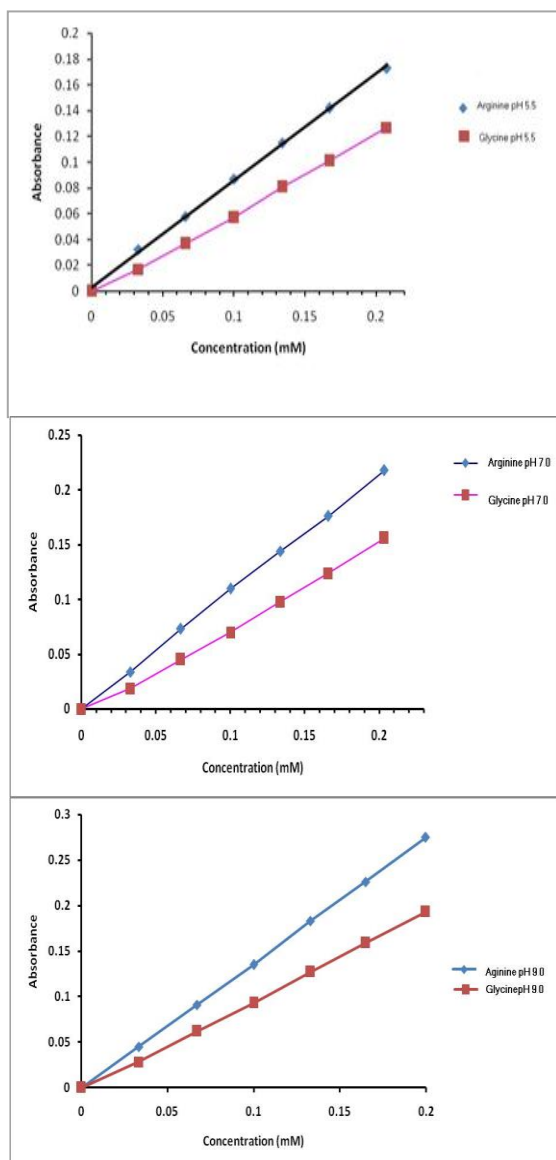 0.2
0.18
0.16
0.14
0.12
0.1
0.08
0.06
0.04
0.02
0
Absorbance
0 0.05 0.1 0.15 0.2
Concentration (mM)
Arginine pH 5.5
Glycine pH 5.5
0.25
0.2
0.15
0.1
0.05
0
Absorbance
0 0.05 0.1 0.15 0.2
Concentration (mM)
Arginine pH 7.0
Glycine pH 7.0
0.3
0.25
0.2
0.15
0.1
0.05
0
Absorbance
0 0.05 0.1 0.15 0.2
Concentration (mM)
Aginine pH 9.0
GlycinepH 9.0